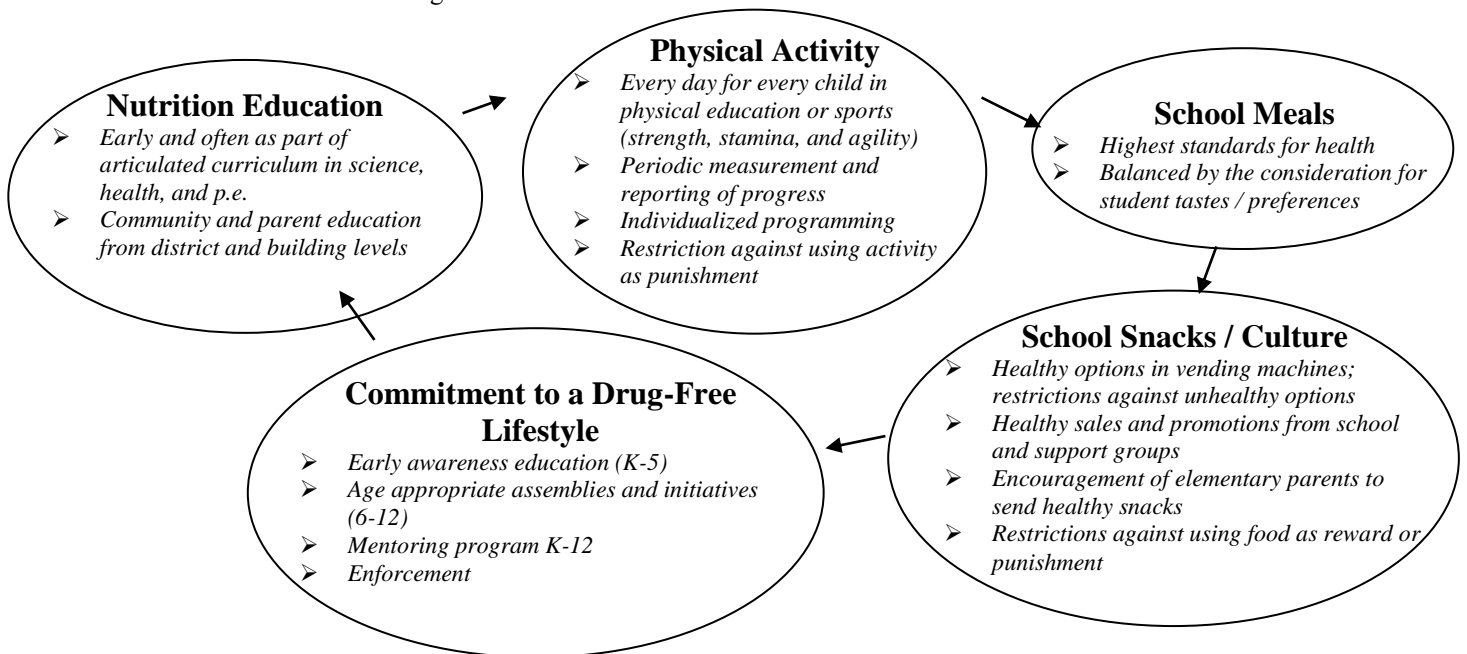 Nutrition Education
➢ Early and often as part of
articulated curriculum in science,
health, and p.e.
➢ Community and parent education
from district and building levels
Physical Activity
➢ Every day for every child in
physical education or sports
(strength, stamina, and agility)
➢ Periodic measurement and
reporting of progress
➢ Individualized programming
➢ Restriction against using activity
as punishment
School Meals
➢ Highest standards for health
➢ Balanced by the consideration for
student tastes / preferences
School Snacks / Culture
➢ Healthy options in vending machines;
restrictions against unhealthy options
➢ Healthy sales and promotions from school
and support groups
➢ Encouragement of elementary parents to
send healthy snacks
➢ Restrictions against using food as reward or
punishment
Commitment to a Drug-Free
Lifestyle
➢ Early awareness education (K-5)
➢ Age appropriate assemblies and initiatives
(6-12)
➢ Mentoring program K-12
➢ Enforcement